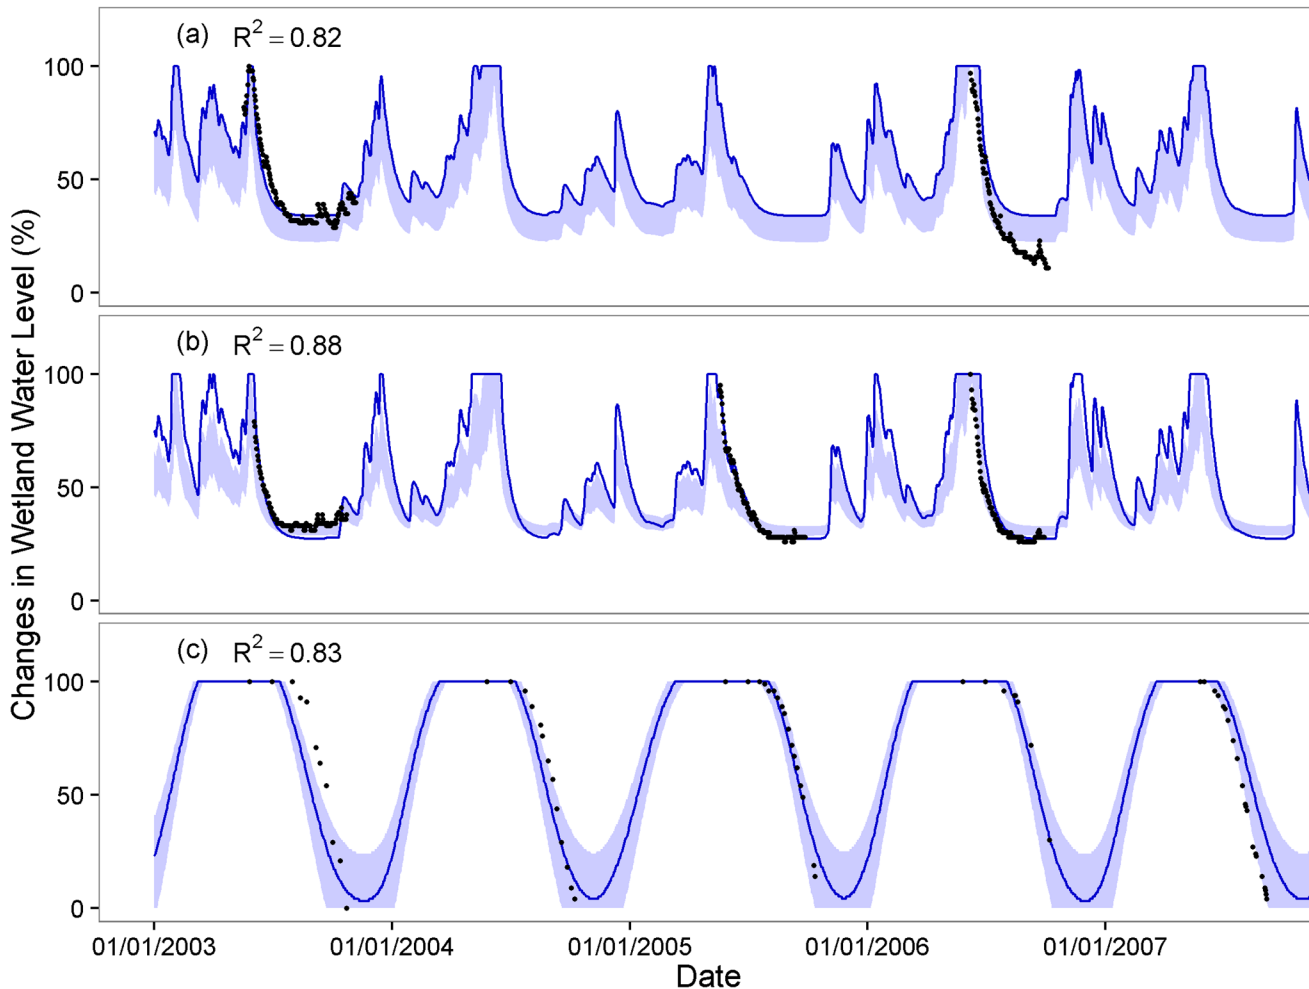 (a) R² = 0.82
100
50
0
(b) R² = 0.88
100
50
0
(c) R² = 0.83
100
50
0
Changes in Wetland Water Level (%)
01/01/2003 01/01/2004 01/01/2005 01/01/2006 01/01/2007
Date